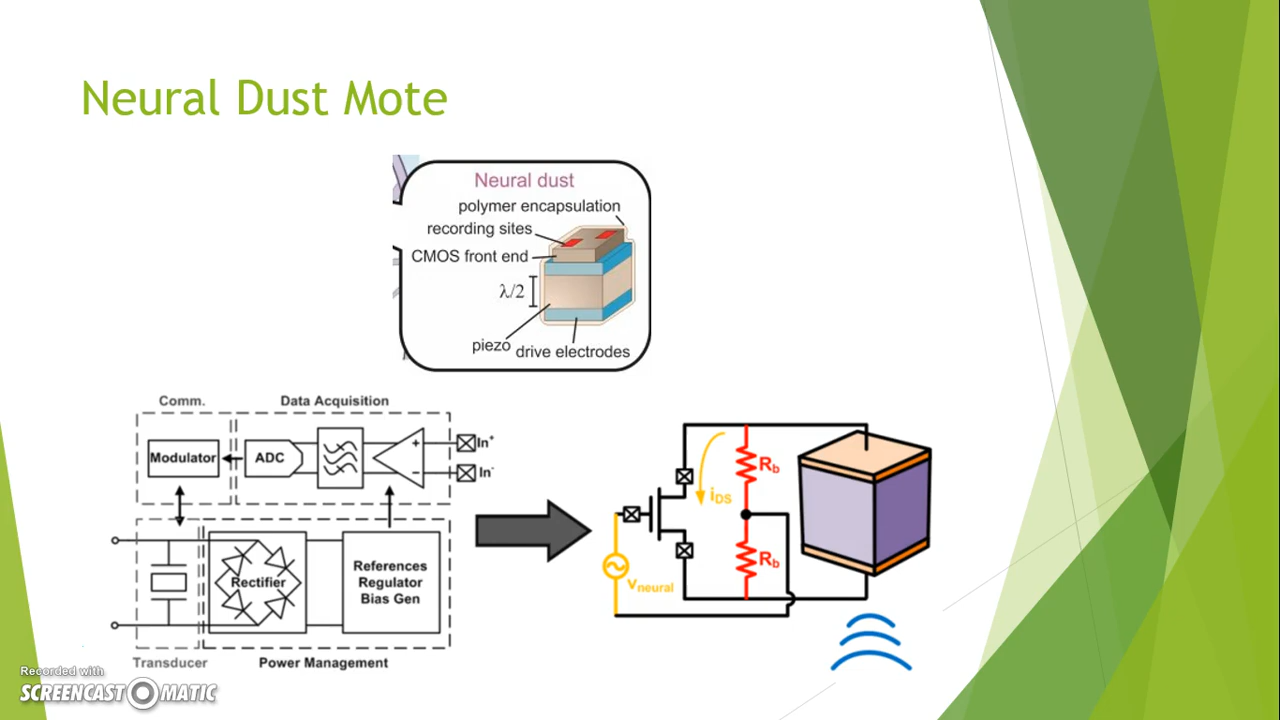 Neural Dust Mote
Neural dust
polymer encapsulation
recording sites
CMOS front end
λ/2
piezo
drive electrodes
Comm.
Data Acquisition
Modulator
ADC
+
In+
−
In-
Rectifier
References
Regulator
Bias Gen
Transducer
Power Management
Rb
iDS
Rb
vneural
Recorded with
SCREENCAST-O-MATIC